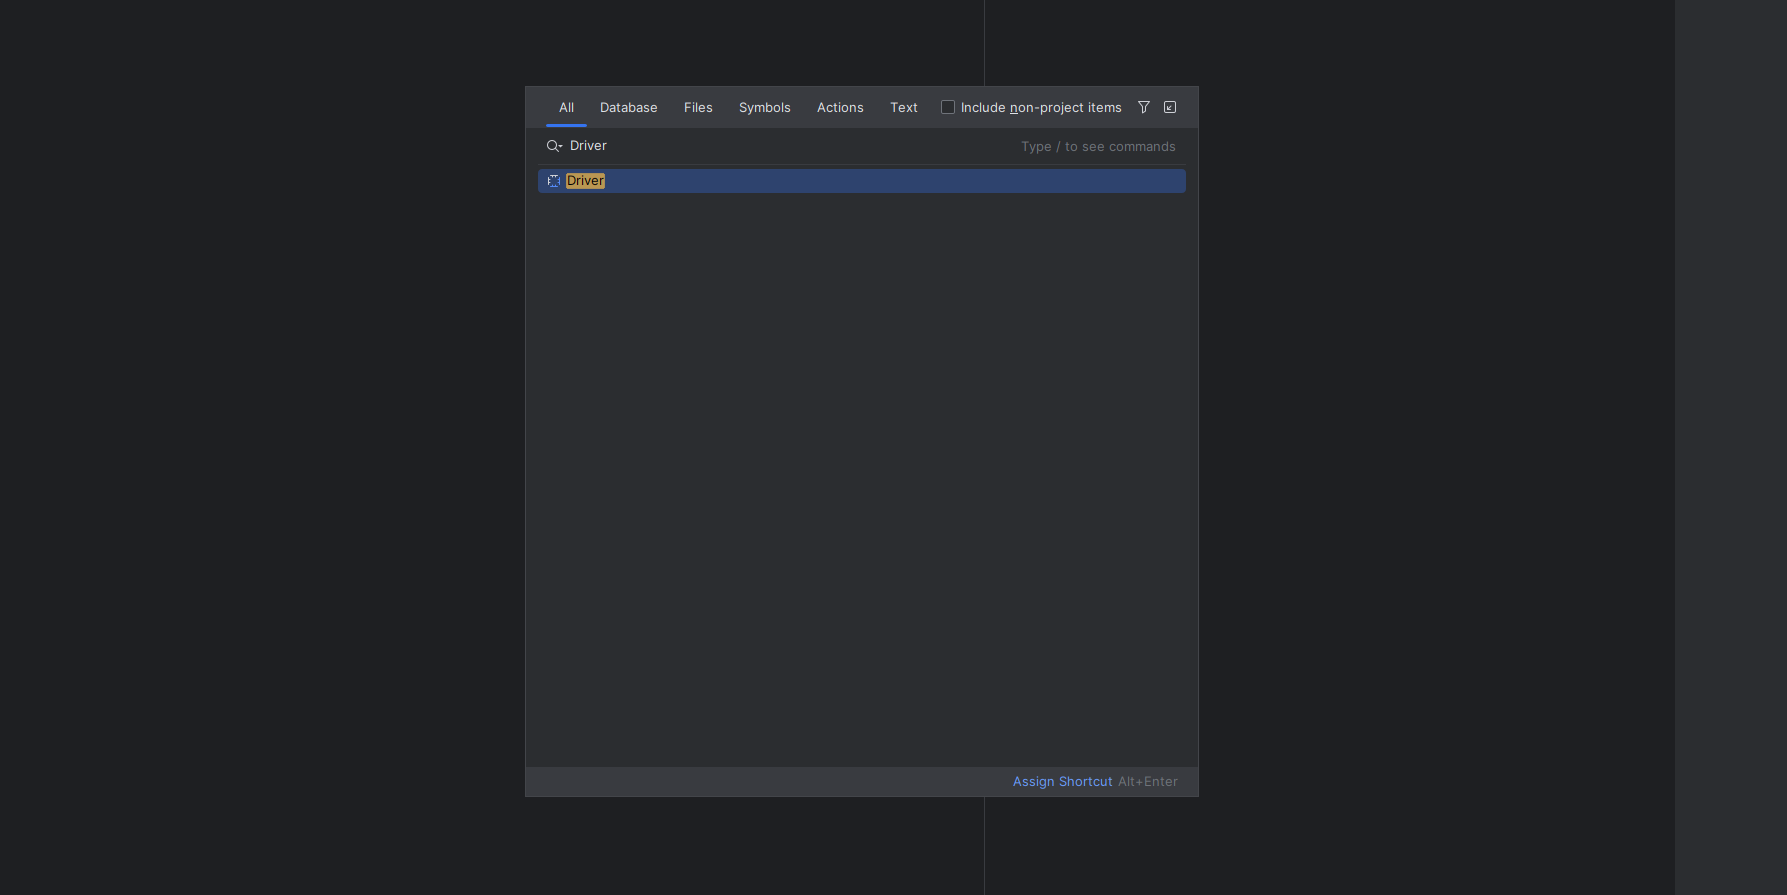 All Database Files Symbols Actions Text Include non-project items
Driver Type / to see commands
Driver
Assign Shortcut Alt+Enter